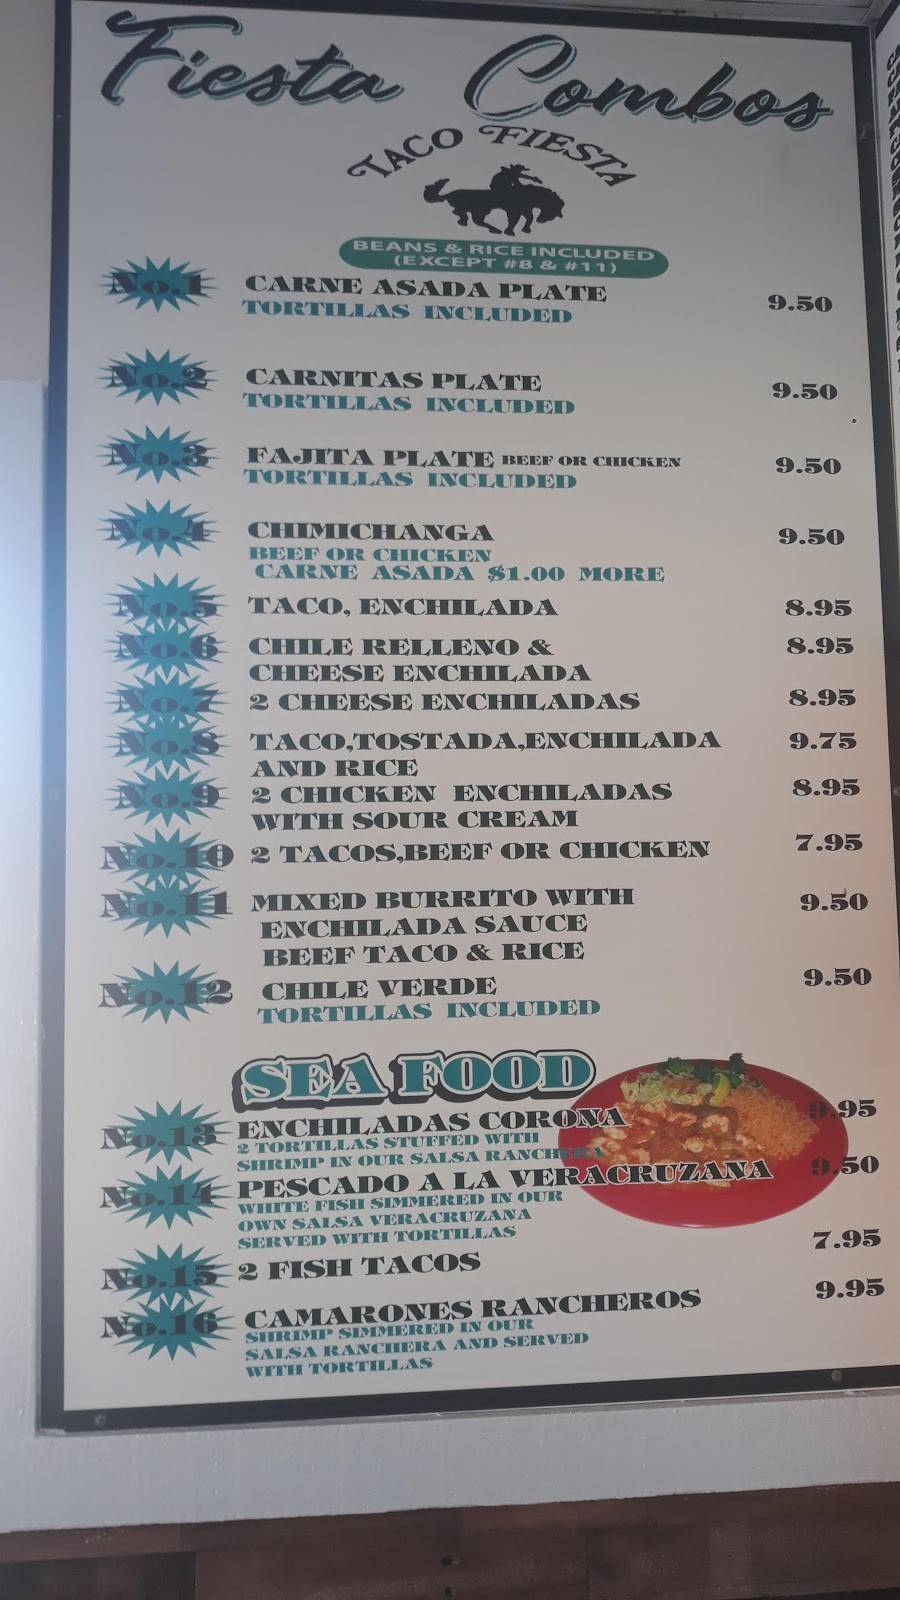 Fiesta Combos
TACO FIESTA
BEANS & RICE INCLUDED
(EXCEPT #8 & #11)
No.1 CARNE ASADA PLATE 9.50
TORTILLAS INCLUDED
No.2 CARNITAS PLATE 9.50
TORTILLAS INCLUDED
No.3 FAJITA PLATE BEEF OR CHICKEN 9.50
TORTILLAS INCLUDED
No.4 CHIMICHANGA 9.50
BEEF OR CHICKEN
CARNE ASADA $1.00 MORE
No.5 TACO, ENCHILADA 8.95
No.6 CHILE RELLENO & 8.95
CHEESE ENCHILADA
No.7 2 CHEESE ENCHILADAS 8.95
No.8 TACO,TOSTADA,ENCHILADA 9.75
AND RICE
No.9 2 CHICKEN ENCHILADAS 8.95
WITH SOUR CREAM
No.10 2 TACOS,BEEF OR CHICKEN 7.95
No.11 MIXED BURRITO WITH 9.50
ENCHILADA SAUCE
BEEF TACO & RICE
No.12 CHILE VERDE 9.50
TORTILLAS INCLUDED
SEA FOOD
No.13 ENCHILADAS CORONA 9.95
2 TORTILLAS STUFFED WITH
SHRIMP IN OUR SALSA RANCHERA
No.14 PESCADO A LA VERACRUZANA 9.50
WHITE FISH SIMMERED IN OUR
OWN SALSA VERACRUZANA
SERVED WITH TORTILLAS
No.15 2 FISH TACOS 7.95
No.16 CAMARONES RANCHEROS 9.95
SHRIMP SIMMERED IN OUR
SALSA RANCHERA AND SERVED
WITH TORTILLAS